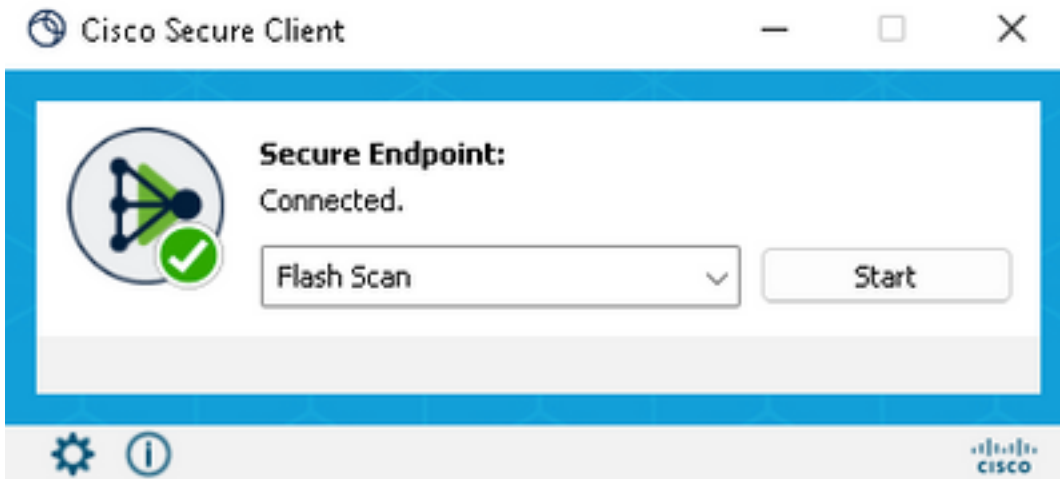 Cisco Secure Client
Secure Endpoint:
Connected.
Flash Scan
Start
CISCO